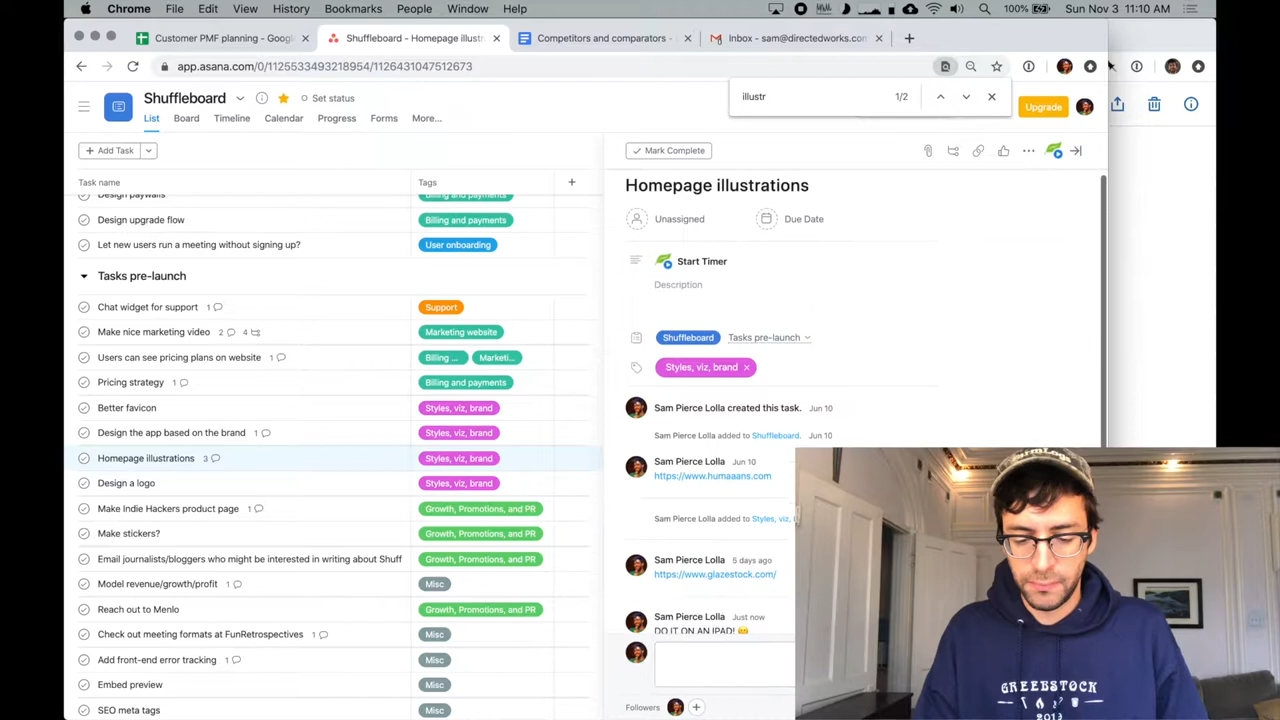 Chrome File Edit View History Bookmarks People Window Help 100% Sun Nov 3 11:10 AM
Customer PMF planning - Google Shuffleboard - Homepage illustr Competitors and comparators - Inbox - sam@directedworks.com
app.asana.com/0/1125533493218954/1126431047512673
illustr 1/2
Shuffleboard Set status Upgrade
List Board Timeline Calendar Progress Forms More...
Add Task
Mark Complete
Task name Tags
Homepage illustrations
Design paywalls Billing and payments
Design upgrade flow Billing and payments
Let new users run a meeting without signing up? User onboarding
Tasks pre-launch
Chat widget for support 1 Support
Make nice marketing video 2 4 Marketing website
Users can see pricing plans on website 1 Billing ... Marketi...
Pricing strategy 1 Billing and payments
Better favicon Styles, viz, brand
Design the app based on the brand 1 Styles, viz, brand
Homepage illustrations 3 Styles, viz, brand
Design a logo Styles, viz, brand
Make Indie Hackers product page 1 Growth, Promotions, and PR
Make stickers? Growth, Promotions, and PR
Email journalists/bloggers who might be interested in writing about Shuff Growth, Promotions, and PR
Model revenue/growth/profit 1 Misc
Reach out to Menlo Growth, Promotions, and PR
Check out meeting formats at FunRetrospectives 1 Misc
Add front-end error tracking 1 Misc
Embed preview Misc
SEO meta tags Misc
Unassigned Due Date
Start Timer
Description
Shuffleboard Tasks pre-launch
Styles, viz, brand
Sam Pierce Lolla created this task. Jun 10
Sam Pierce Lolla added to Shuffleboard. Jun 10
Sam Pierce Lolla Jun 10
https://www.humaaans.com
Sam Pierce Lolla added to Styles, viz,
Sam Pierce Lolla 5 days ago
https://www.glazestock.com/
Sam Pierce Lolla Just now
DO IT ON AN IPAD!
Followers
GREEBSTOCK
2013